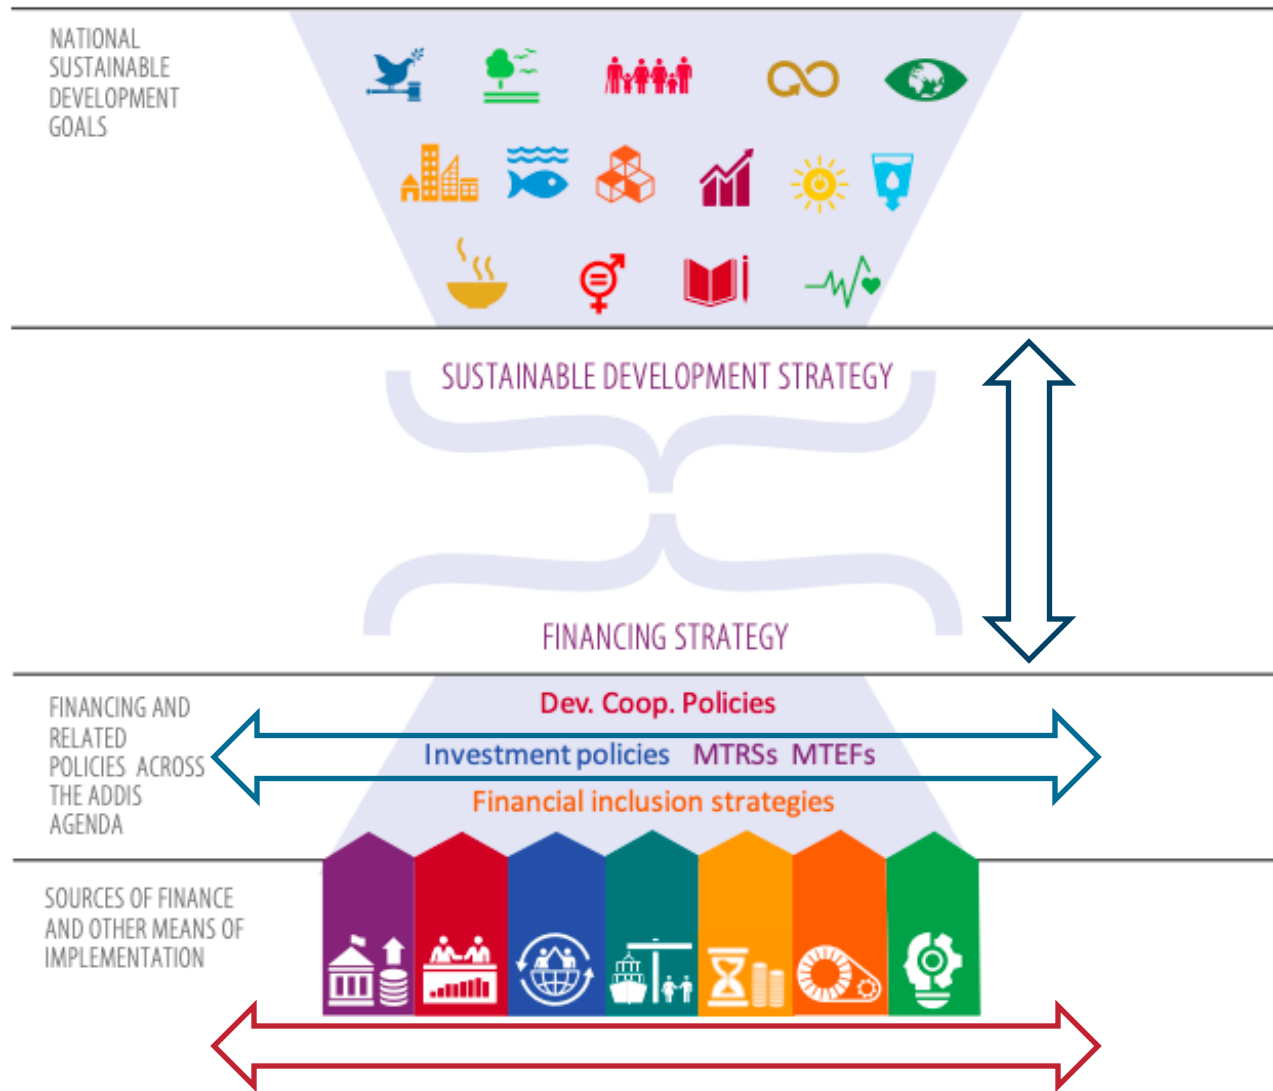 NATIONAL
SUSTAINABLE
DEVELOPMENT
GOALS
SUSTAINABLE DEVELOPMENT STRATEGY
FINANCING STRATEGY
FINANCING AND
RELATED
POLICIES ACROSS
THE ADDIS
AGENDA
Dev. Coop. Policies
Investment policies MTRSs MTEFs
Financial inclusion strategies
SOURCES OF FINANCE
AND OTHER MEANS OF
IMPLEMENTATION